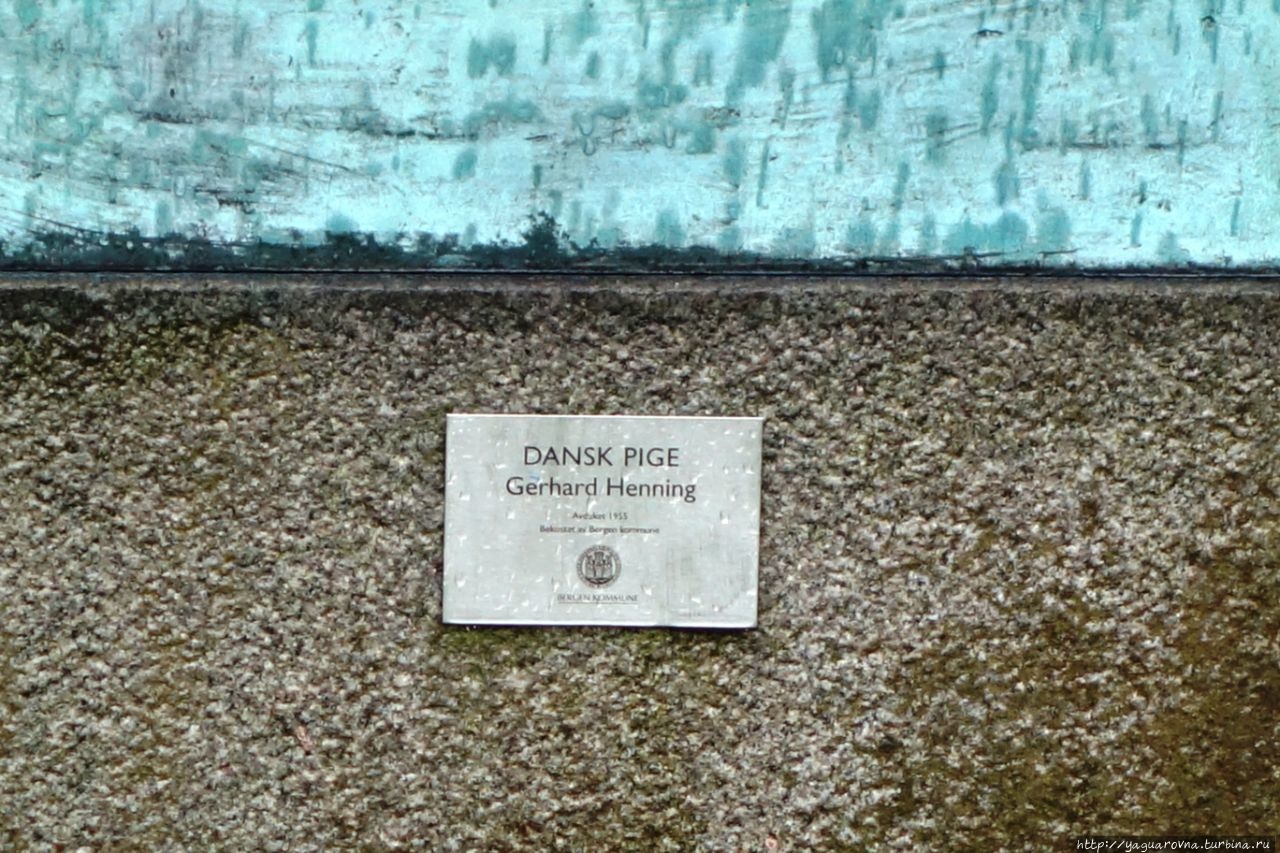 DANSK PIGE
Gerhard Henning
Avduket 1955
Bekostet av Bergen kommune
BERGEN KOMMUNE
http://yaguarovna.turbina.ru